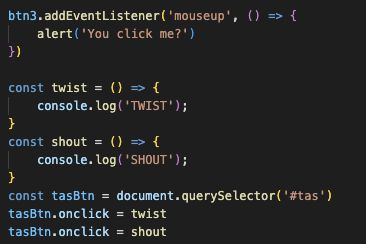 btn3.addEventListener('mouseup', () => {
    alert('You click me?')
})

const twist = () => {
    console.log('TWIST');
}
const shout = () => {
    console.log('SHOUT');
}
const tasBtn = document.querySelector('#tas')
tasBtn.onclick = twist
tasBtn.onclick = shout